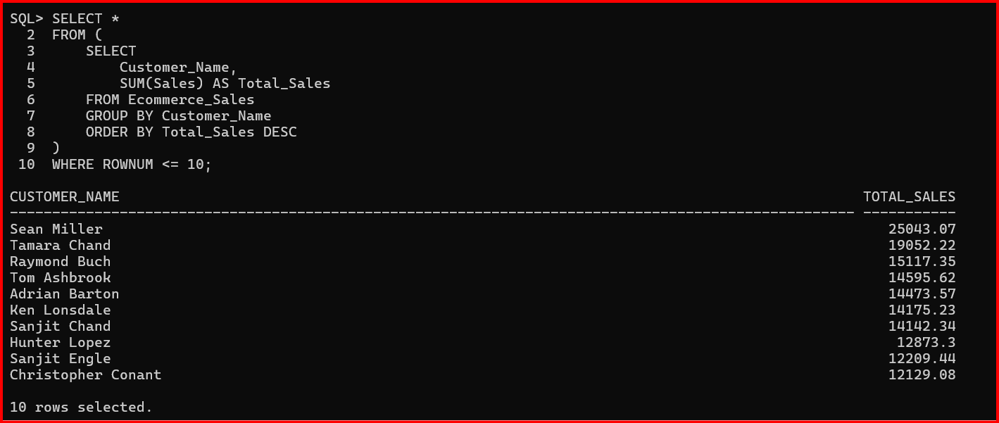 SQL> SELECT *
  2  FROM (
  3      SELECT
  4          Customer_Name,
  5          SUM(Sales) AS Total_Sales
  6      FROM Ecommerce_Sales
  7      GROUP BY Customer_Name
  8      ORDER BY Total_Sales DESC
  9  )
 10  WHERE ROWNUM <= 10;

CUSTOMER_NAME                                                                                        TOTAL_SALES
---------------------------------------------------------------------------------------------------- -----------
Sean Miller                                                                                             25043.07
Tamara Chand                                                                                            19052.22
Raymond Buch                                                                                            15117.35
Tom Ashbrook                                                                                            14595.62
Adrian Barton                                                                                           14473.57
Ken Lonsdale                                                                                            14175.23
Sanjit Chand                                                                                            14142.34
Hunter Lopez                                                                                             12873.3
Sanjit Engle                                                                                            12209.44
Christopher Conant                                                                                      12129.08

10 rows selected.